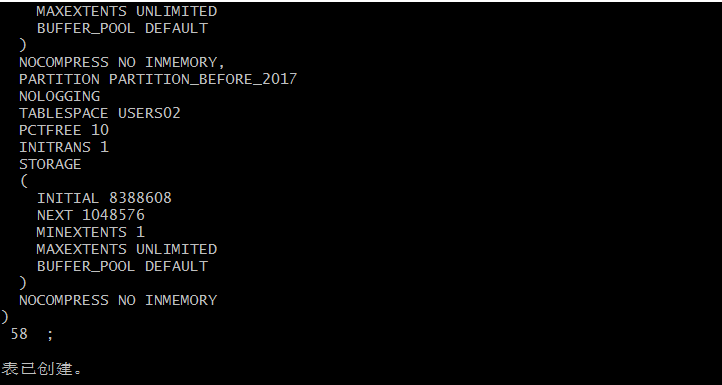 MAXEXTENTS UNLIMITED
BUFFER_POOL DEFAULT
)
NOCOMPRESS NO INMEMORY,
PARTITION PARTITION_BEFORE_2017
NOLOGGING
TABLESPACE USERS02
PCTFREE 10
INITRANS 1
STORAGE
(
INITIAL 8388608
NEXT 1048576
MINEXTENTS 1
MAXEXTENTS UNLIMITED
BUFFER_POOL DEFAULT
)
NOCOMPRESS NO INMEMORY
)
58 ;
表已创建。